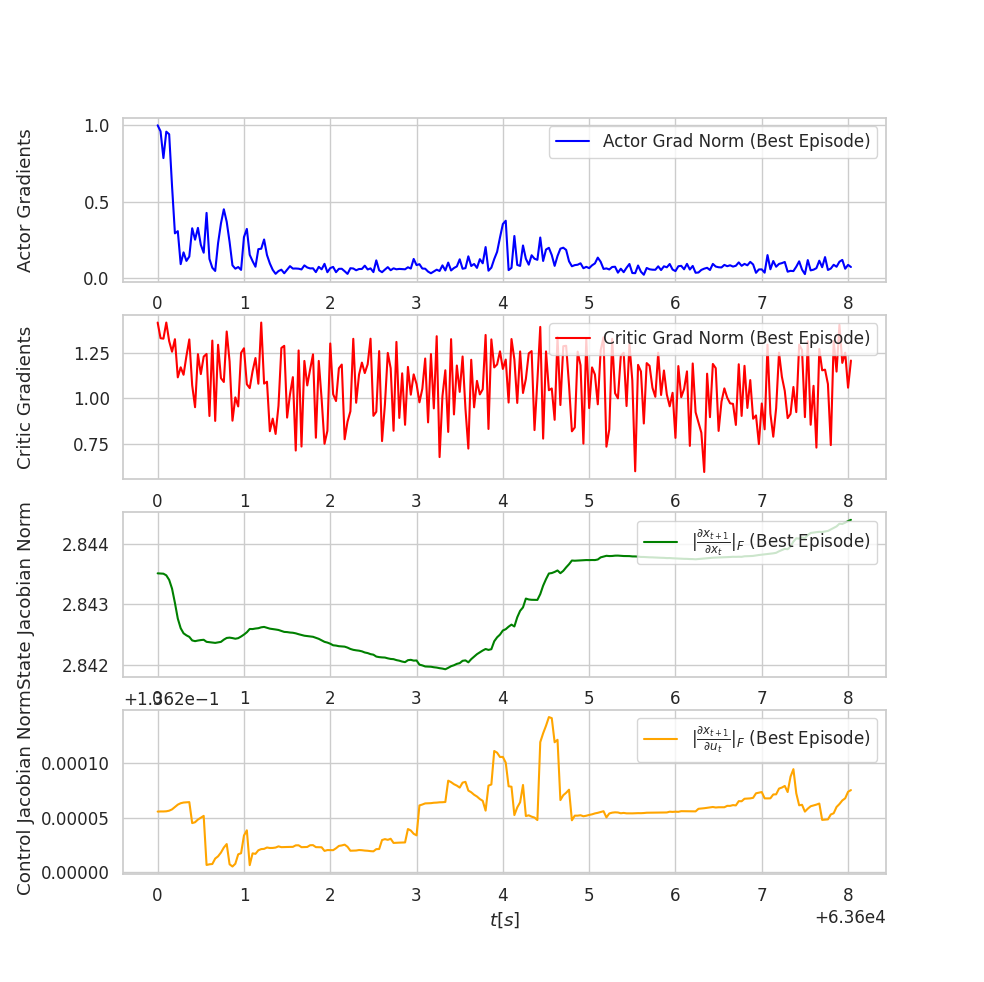 Actor Gradients
1.0
0.5
0.0
Actor Grad Norm (Best Episode)
0 1 2 3 4 5 6 7 8
Critic Gradients
1.25
1.00
0.75
Critic Grad Norm (Best Episode)
0 1 2 3 4 5 6 7 8
State Jacobian Norm
2.844
2.843
2.842
|∂x_{t+1}/∂x_t|_F (Best Episode)
0 1 2 3 4 5 6 7 8
+1.362e−1
Control Jacobian Norm
0.00010
0.00005
0.00000
|∂x_{t+1}/∂u_t|_F (Best Episode)
0 1 2 3 4 5 6 7 8
t[s]
+6.36e4